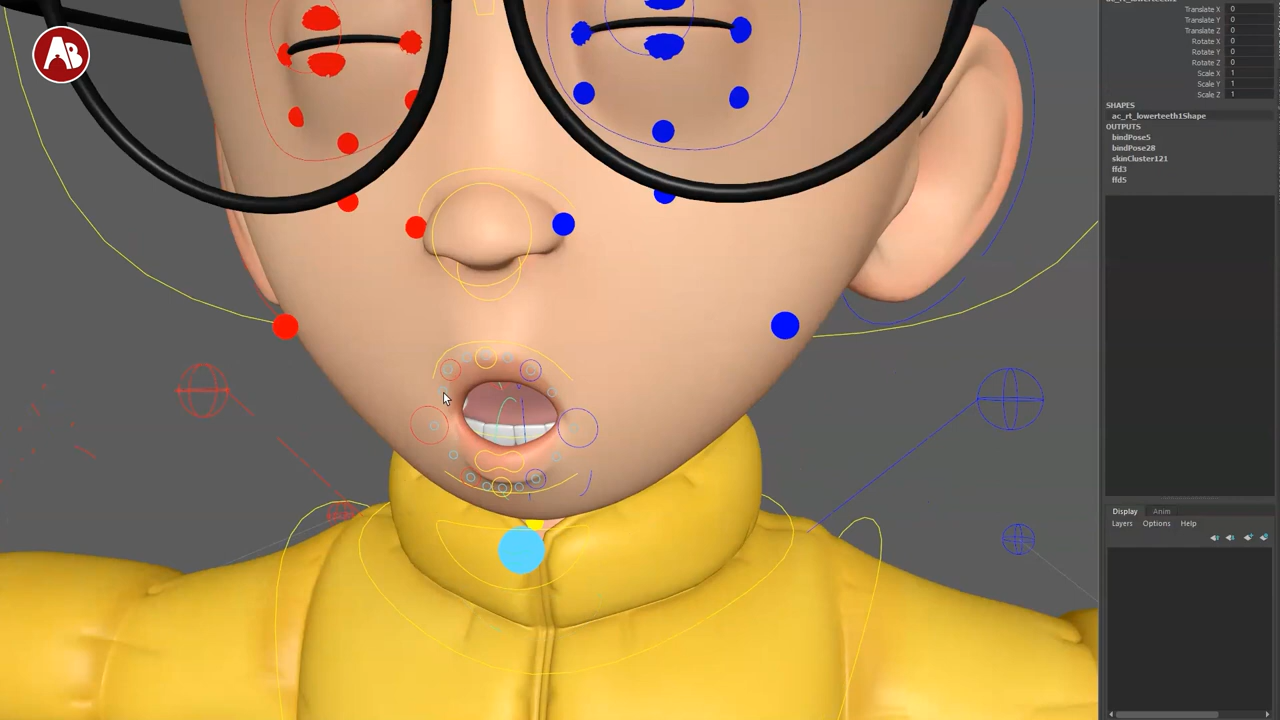 AB
ac_rt_lowerteeth1
Translate X 0
Translate Y 0
Translate Z 0
Rotate X 0
Rotate Y 0
Rotate Z 0
Scale X 1
Scale Y 1
Scale Z 1
SHAPES
ac_rt_lowerteeth1Shape
OUTPUTS
bindPose5
bindPose28
skinCluster121
ffd3
ffd5
Display Anim
Layers Options Help